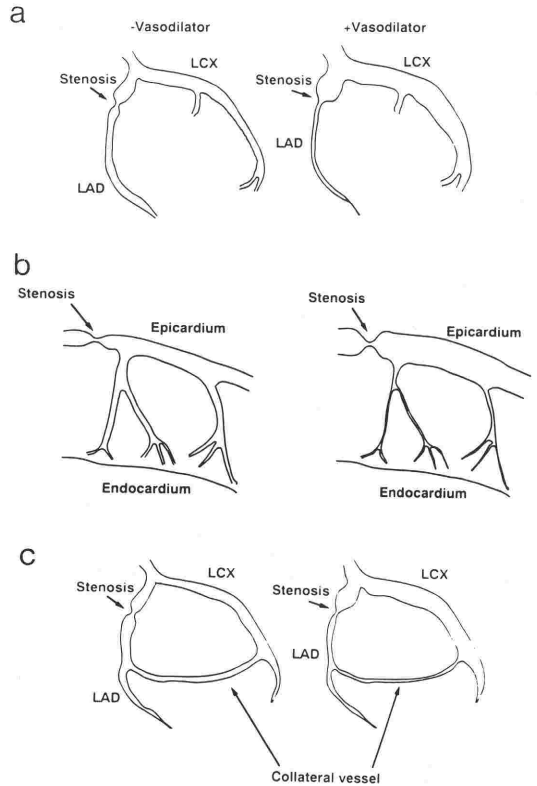 a
-Vasodilator
+Vasodilator
LCX
LCX
Stenosis
Stenosis
LAD
LAD
b
Stenosis
Stenosis
Epicardium
Epicardium
Endocardium
Endocardium
c
LCX
LCX
Stenosis
Stenosis
LAD
LAD
Collateral vessel